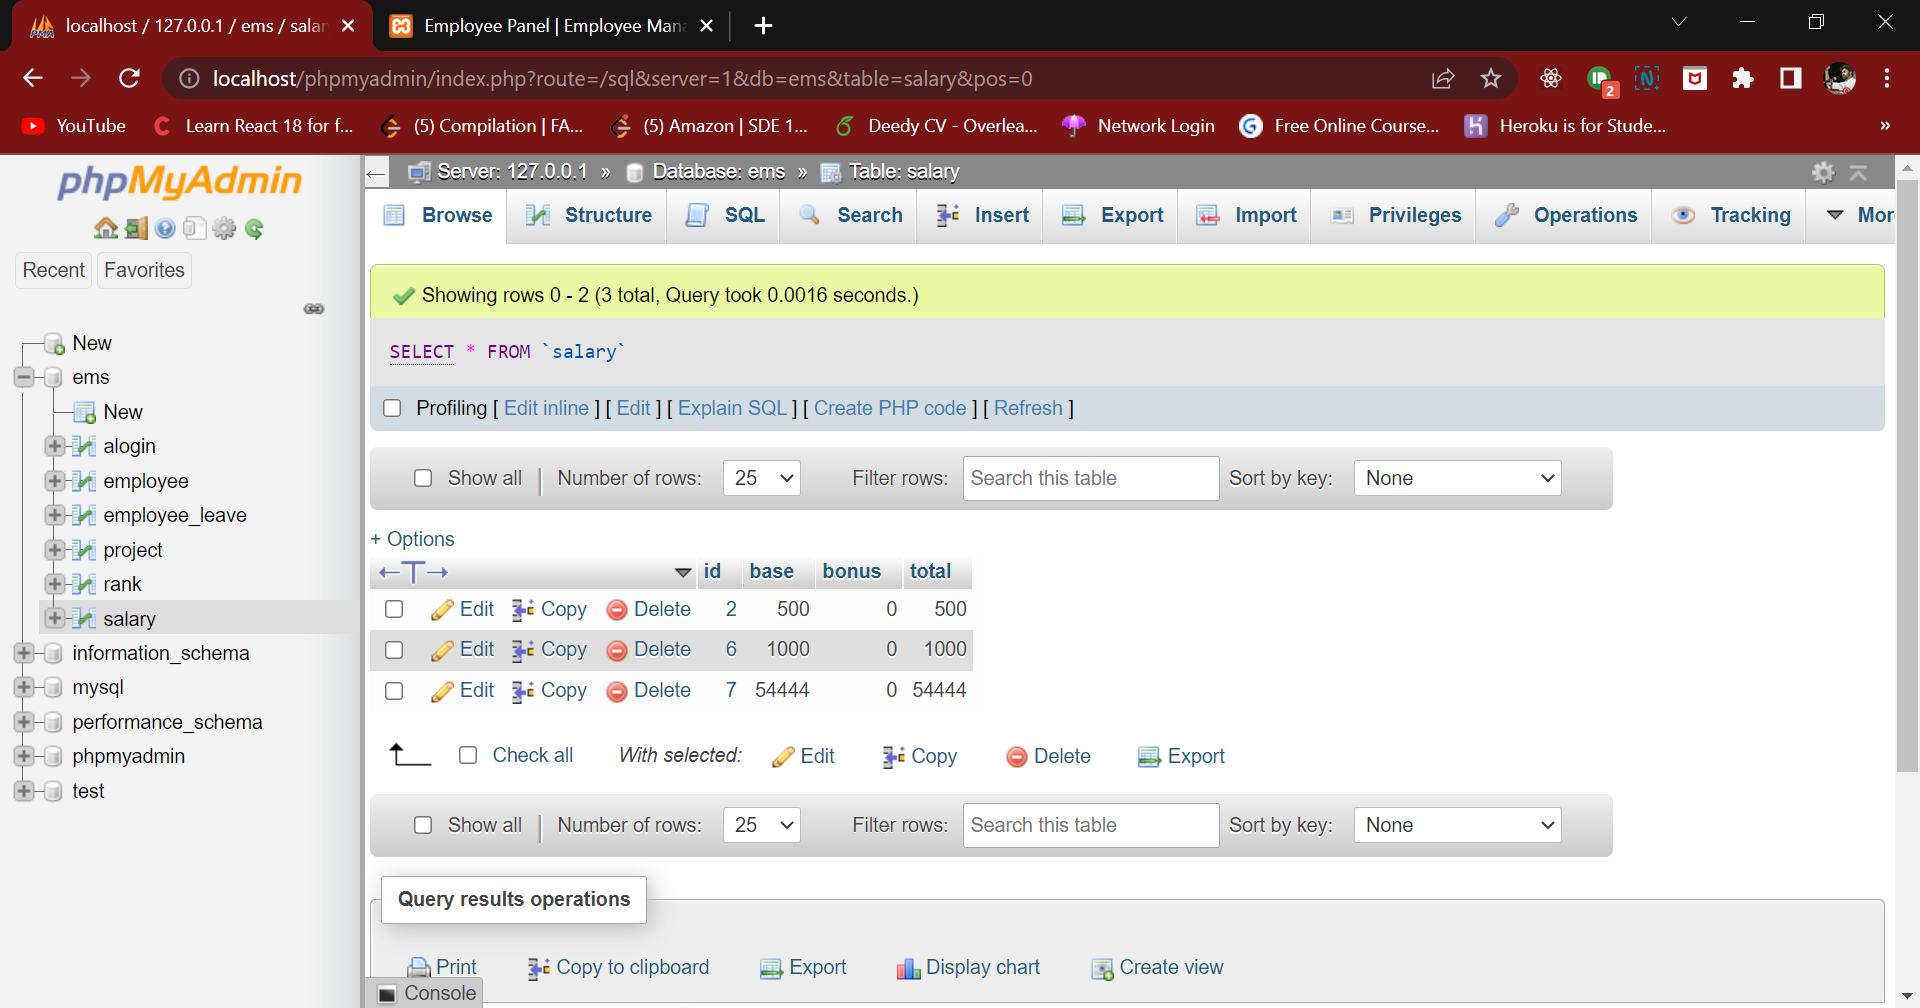 localhost / 127.0.0.1 / ems / salar
Employee Panel | Employee Mana
localhost/phpmyadmin/index.php?route=/sql&server=1&db=ems&table=salary&pos=0
2
YouTube
Learn React 18 for f...
(5) Compilation | FA...
(5) Amazon | SDE 1...
Deedy CV - Overlea...
Network Login
Free Online Course...
Heroku is for Stude...
»
phpMyAdmin
Recent Favorites
New
ems
New
alogin
employee
employee_leave
project
rank
salary
information_schema
mysql
performance_schema
phpmyadmin
test
Server: 127.0.0.1 » Database: ems » Table: salary
Browse Structure SQL Search Insert Export Import Privileges Operations Tracking Mor
Showing rows 0 - 2 (3 total, Query took 0.0016 seconds.)
SELECT * FROM `salary`
Profiling [ Edit inline ] [ Edit ] [ Explain SQL ] [ Create PHP code ] [ Refresh ]
Show all | Number of rows: 25 Filter rows: Search this table Sort by key: None
+ Options
←T→ id base bonus total
Edit Copy Delete 2 500 0 500
Edit Copy Delete 6 1000 0 1000
Edit Copy Delete 7 54444 0 54444
Check all With selected: Edit Copy Delete Export
Show all | Number of rows: 25 Filter rows: Search this table Sort by key: None
Query results operations
Print Copy to clipboard Export Display chart Create view
Console